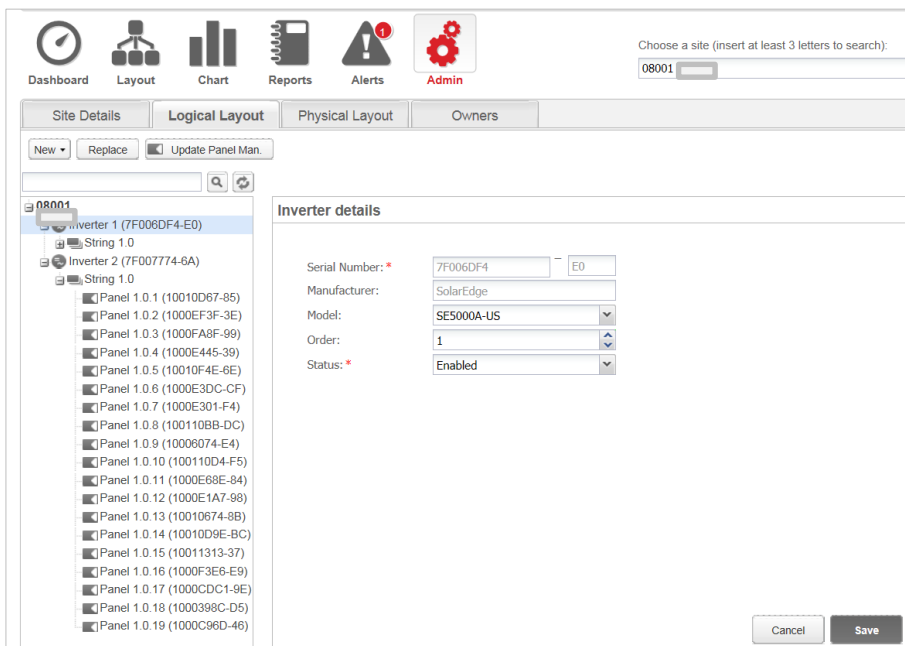 1
Choose a site (insert at least 3 letters to search):
Dashboard Layout Chart Reports Alerts Admin
08001
Site Details Logical Layout Physical Layout Owners
New Replace Update Panel Man.
08001
Inverter details
Inverter 1 (7F006DF4-E0)
String 1.0
Inverter 2 (7F007774-6A)
String 1.0
Panel 1.0.1 (10010D67-85)
Panel 1.0.2 (1000EF3F-3E)
Panel 1.0.3 (1000FA8F-99)
Panel 1.0.4 (1000E445-39)
Panel 1.0.5 (10010F4E-6E)
Panel 1.0.6 (1000E3DC-CF)
Panel 1.0.7 (1000E301-F4)
Panel 1.0.8 (100110BB-DC)
Panel 1.0.9 (10006074-E4)
Panel 1.0.10 (100110D4-F5)
Panel 1.0.11 (1000E68E-84)
Panel 1.0.12 (1000E1A7-98)
Panel 1.0.13 (10010674-8B)
Panel 1.0.14 (10010D9E-BC)
Panel 1.0.15 (10011313-37)
Panel 1.0.16 (1000F3E6-E9)
Panel 1.0.17 (1000CDC1-9E)
Panel 1.0.18 (1000398C-D5)
Panel 1.0.19 (1000C96D-46)
Serial Number: * 7F006DF4 – E0
Manufacturer: SolarEdge
Model: SE5000A-US
Order: 1
Status: * Enabled
Cancel Save